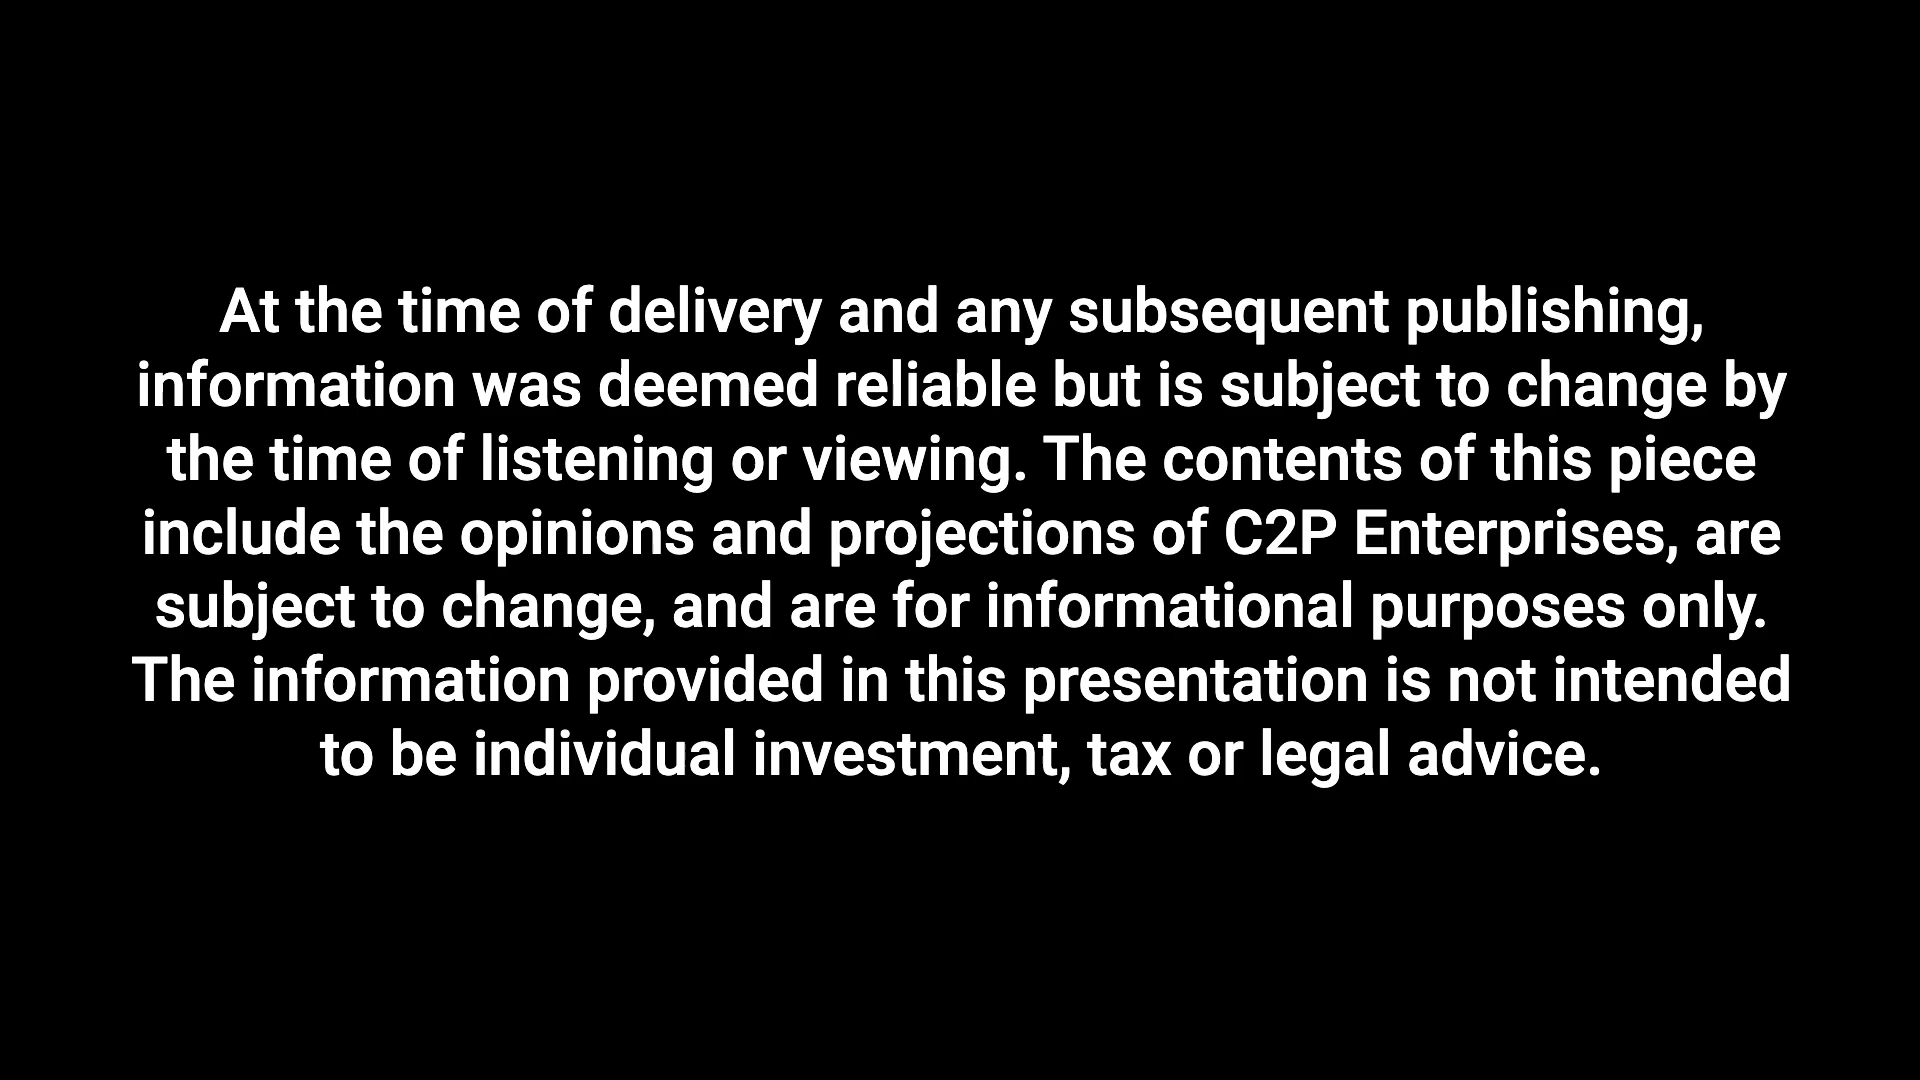 At the time of delivery and any subsequent publishing,
information was deemed reliable but is subject to change by
the time of listening or viewing. The contents of this piece
include the opinions and projections of C2P Enterprises, are
subject to change, and are for informational purposes only.
The information provided in this presentation is not intended
to be individual investment, tax or legal advice.